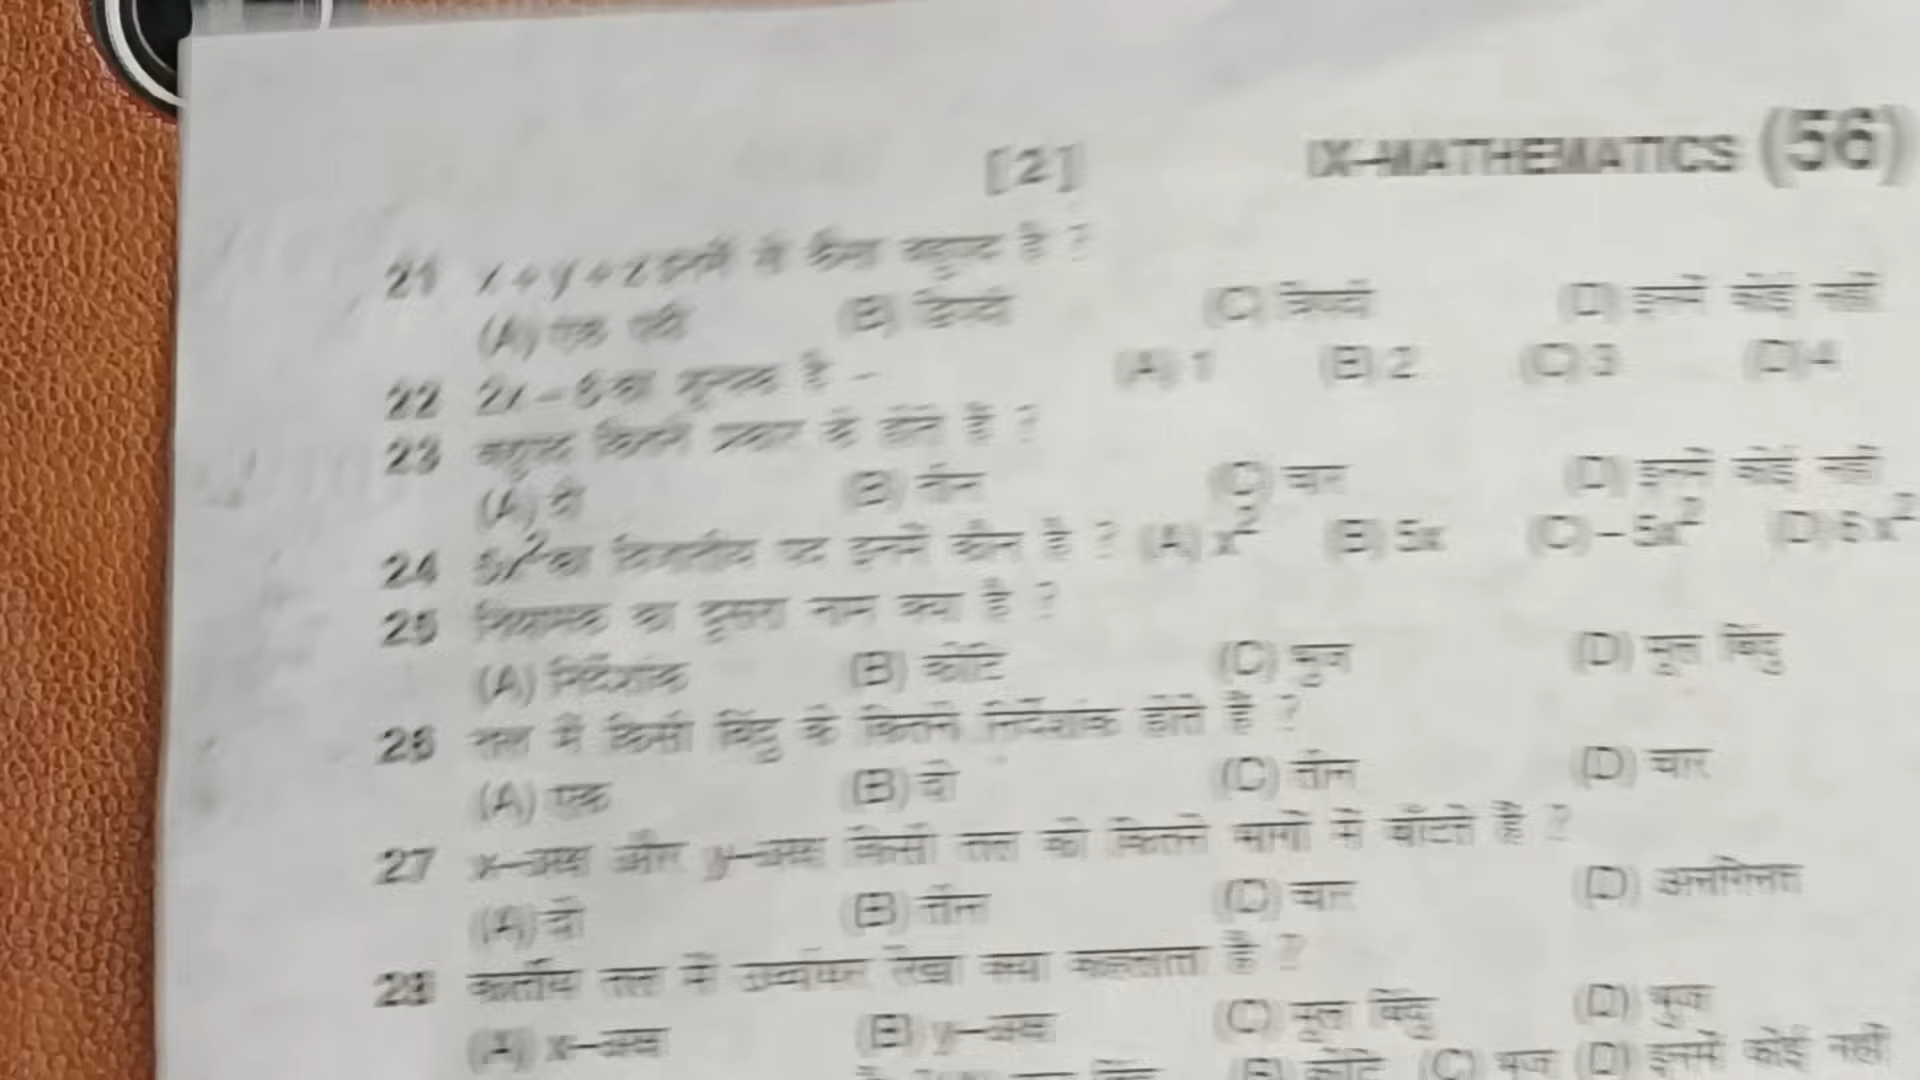 [2] IX-MATHEMATICS (56)
21 x + y + z इनमें से कौन बहुपद है ?
(A) एक पदी (B) द्विपदी (C) त्रिपदी (D) इनमें कोई नहीं
22 2x – 6 का शून्यक है – (A) 1 (B) 2 (C) 3 (D) 4
23 बहुपद कितने प्रकार के होते हैं ?
(A) दो (B) तीन (C) चार (D) इनमें कोई नहीं
24 5x² का विजातीय पद इनमें कौन है ? (A) x² (B) 5x (C) – 5x² (D) 6x²
25 नियामक का दूसरा नाम क्या है ?
(A) निर्देशांक (B) कोटि (C) भुज (D) मूल बिंदु
26 तल में किसी बिंदु के कितने निर्देशांक होते हैं ?
(A) एक (B) दो (C) तीन (D) चार
27 x–अक्ष और y–अक्ष किसी तल को कितने भागों में बाँटते हैं ?
(A) दो (B) तीन (C) चार (D) अनगिनत
28 कार्तीय तल में उर्ध्वाधर रेखा क्या कहलाता है ?
(A) x–अक्ष (B) y–अक्ष (C) मूल बिंदु (D) भुज
(B) कोटि (C) भुज (D) इनमें कोई नहीं